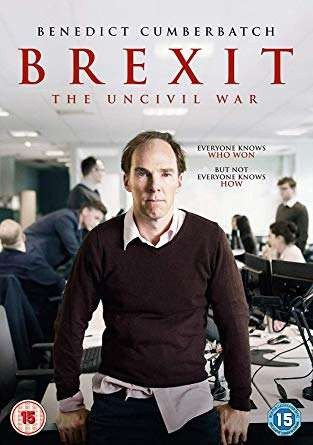 BENEDICT CUMBERBATCH
BREXIT
THE UNCIVIL WAR
EVERYONE KNOWS
WHO WON
BUT NOT
EVERYONE KNOWS
HOW
15
15